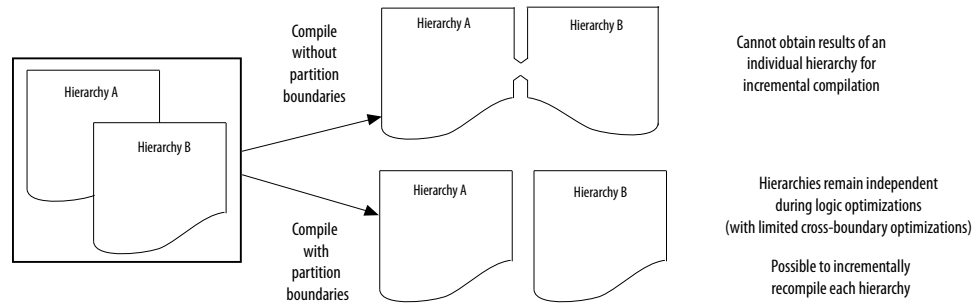 Hierarchy A
Hierarchy B
Compile
without
partition
boundaries
Hierarchy A
Hierarchy B
Cannot obtain results of an
individual hierarchy for
incremental compilation
Compile
with
partition
boundaries
Hierarchy A
Hierarchy B
Hierarchies remain independent
during logic optimizations
(with limited cross-boundary optimizations)
Possible to incrementally
recompile each hierarchy